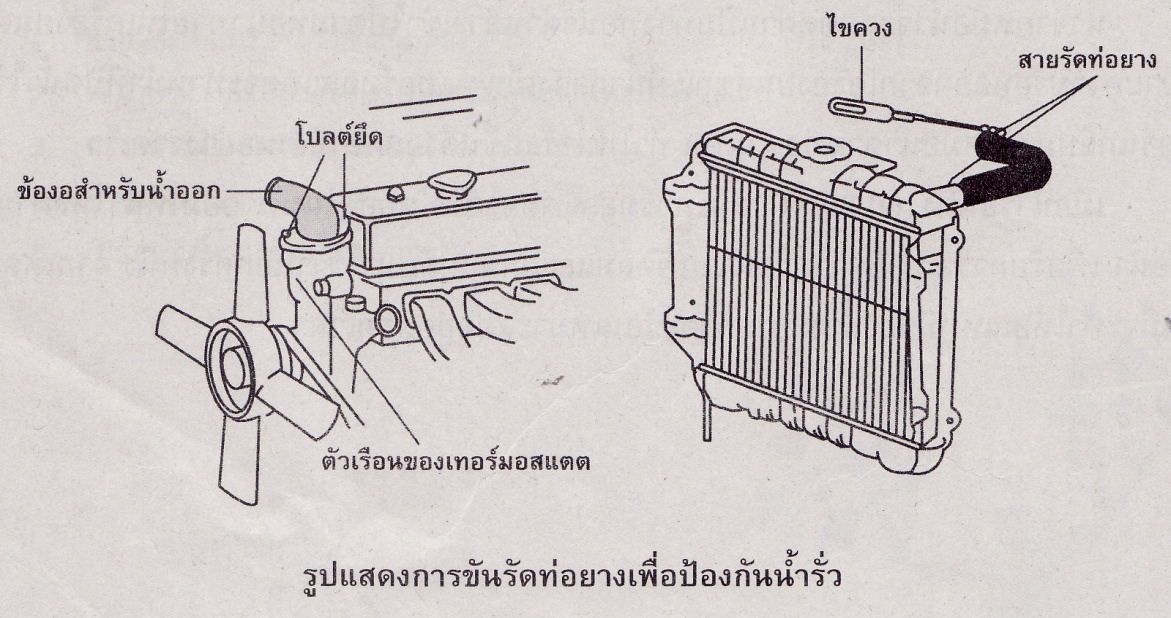 ไขควง
สายรัดท่อยาง
โบลต์ยึด
ข้องอสำหรับน้ำออก
ตัวเรือนของเทอร์มอสแตต
รูปแสดงการขันรัดท่อยางเพื่อป้องกันน้ำรั่ว